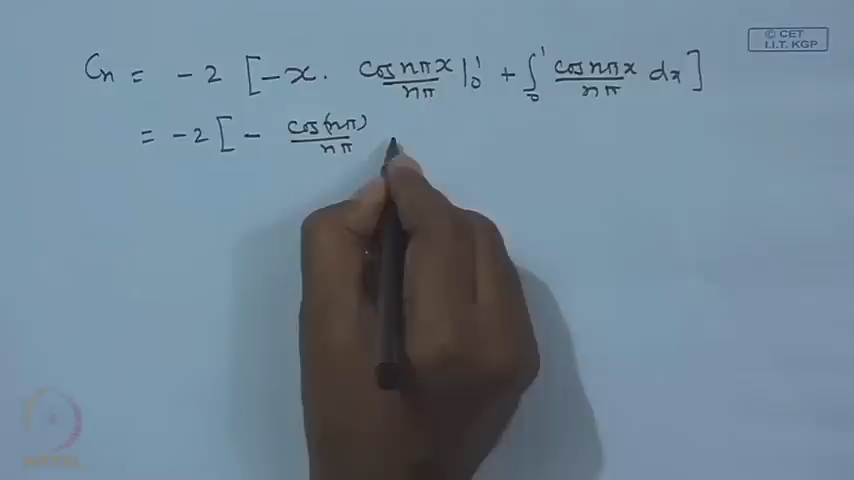 © CET
I.I.T. KGP
Cn = -2 [ -x. cos nπx / nπ |₀¹ + ∫₀¹ cos nπx / nπ dx ]
= -2 [ - cos(nπ) / nπ